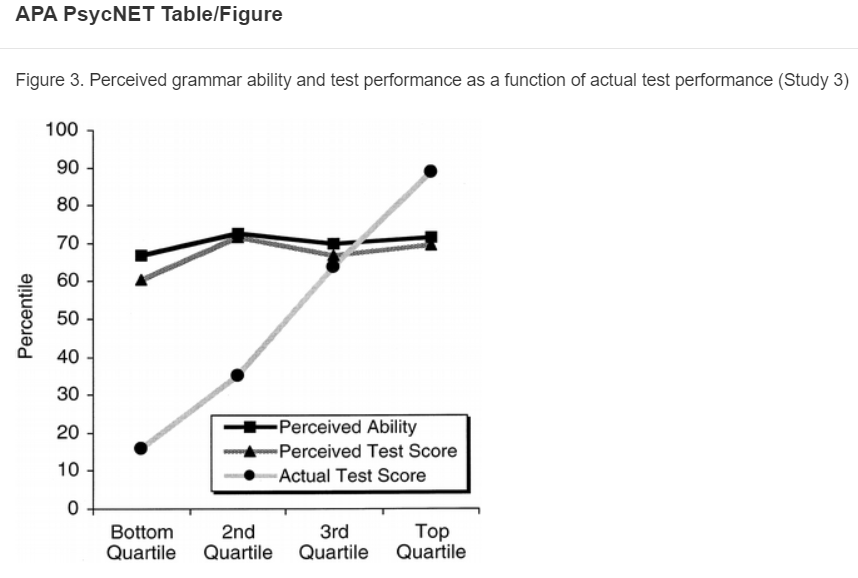 APA PsycNET Table/Figure
Figure 3. Perceived grammar ability and test performance as a function of actual test performance (Study 3)
100
90
80
70
60
50
40
30
20
10
0
Percentile
Perceived Ability
Perceived Test Score
Actual Test Score
Bottom Quartile
2nd Quartile
3rd Quartile
Top Quartile